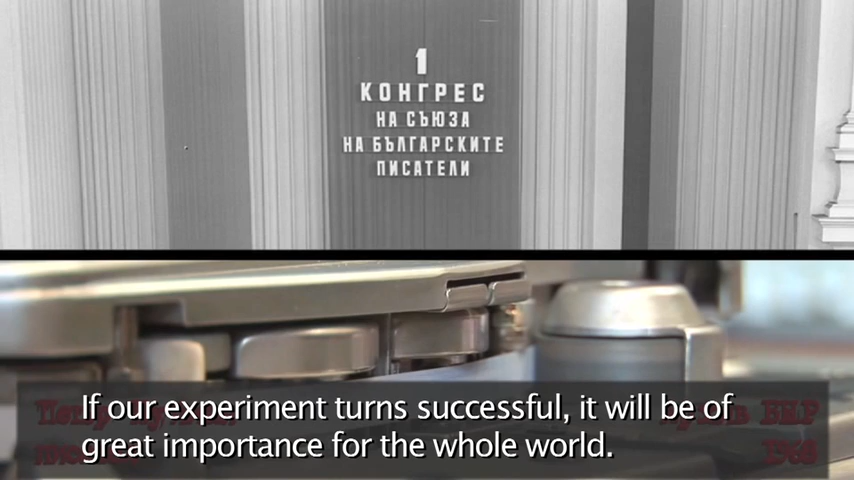 1
КОНГРЕС
НА СЪЮЗА
НА БЪЛГАРСКИТЕ
ПИСАТЕЛИ
If our experiment turns successful, it will be of
great importance for the whole world.
1968